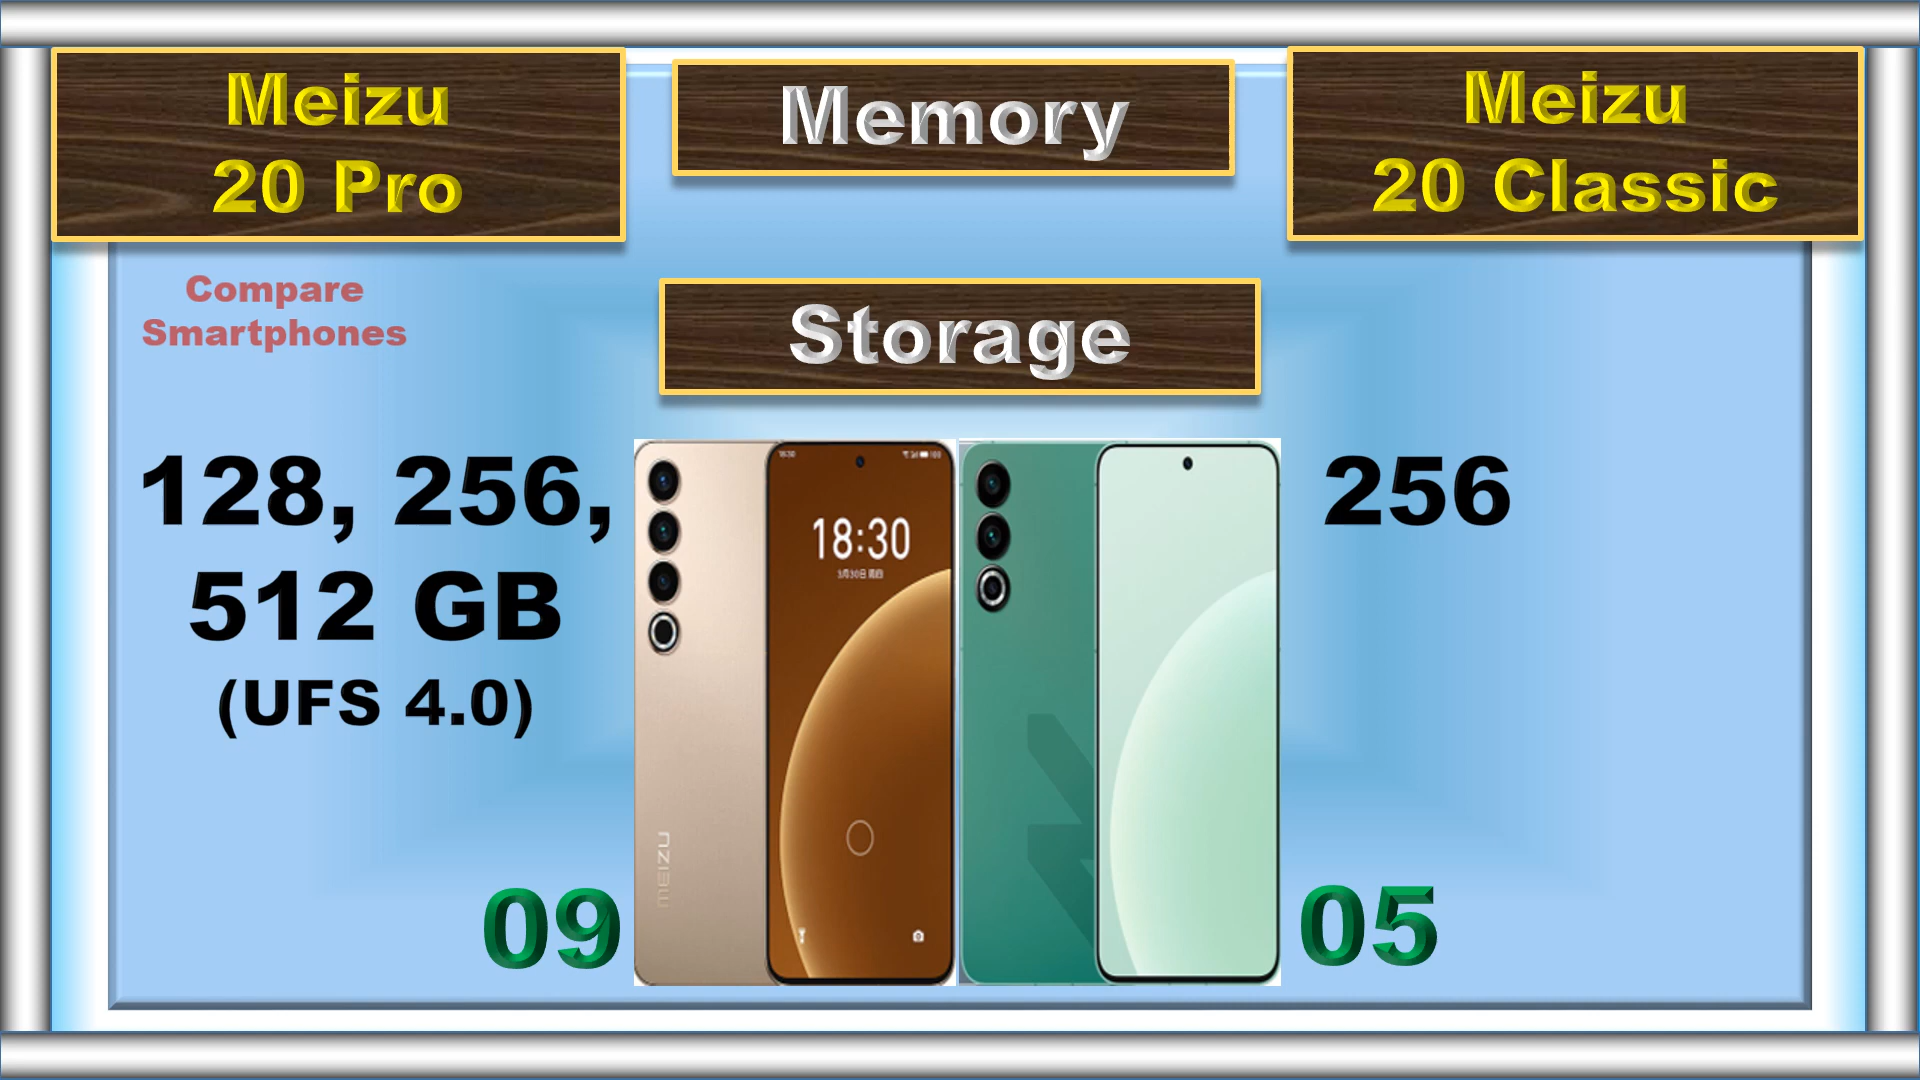 Meizu
20 Pro
Memory
Meizu
20 Classic
Compare
Smartphones
Storage
128, 256,
512 GB
(UFS 4.0)
256
18:30
MEIZU
09
05